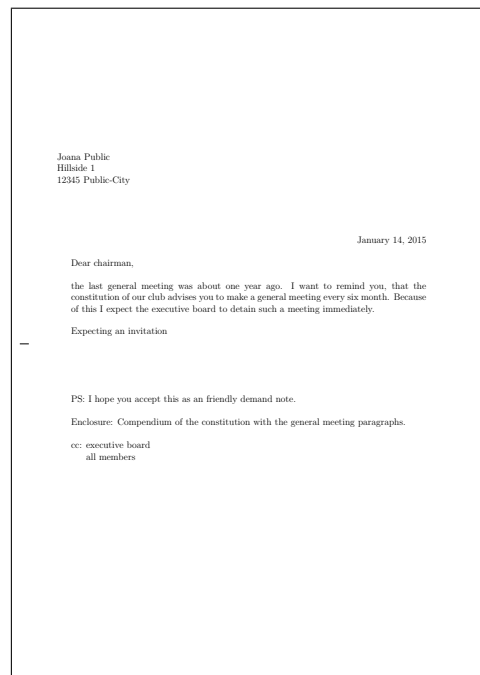 Joana Public
Hillside 1
12345 Public-City
January 14, 2015
Dear chairman,
the last general meeting was about one year ago. I want to remind you, that the
constitution of our club advises you to make a general meeting every six month. Because
of this I expect the executive board to detain such a meeting immediately.
Expecting an invitation
PS: I hope you accept this as an friendly demand note.
Enclosure: Compendium of the constitution with the general meeting paragraphs.
cc: executive board
all members